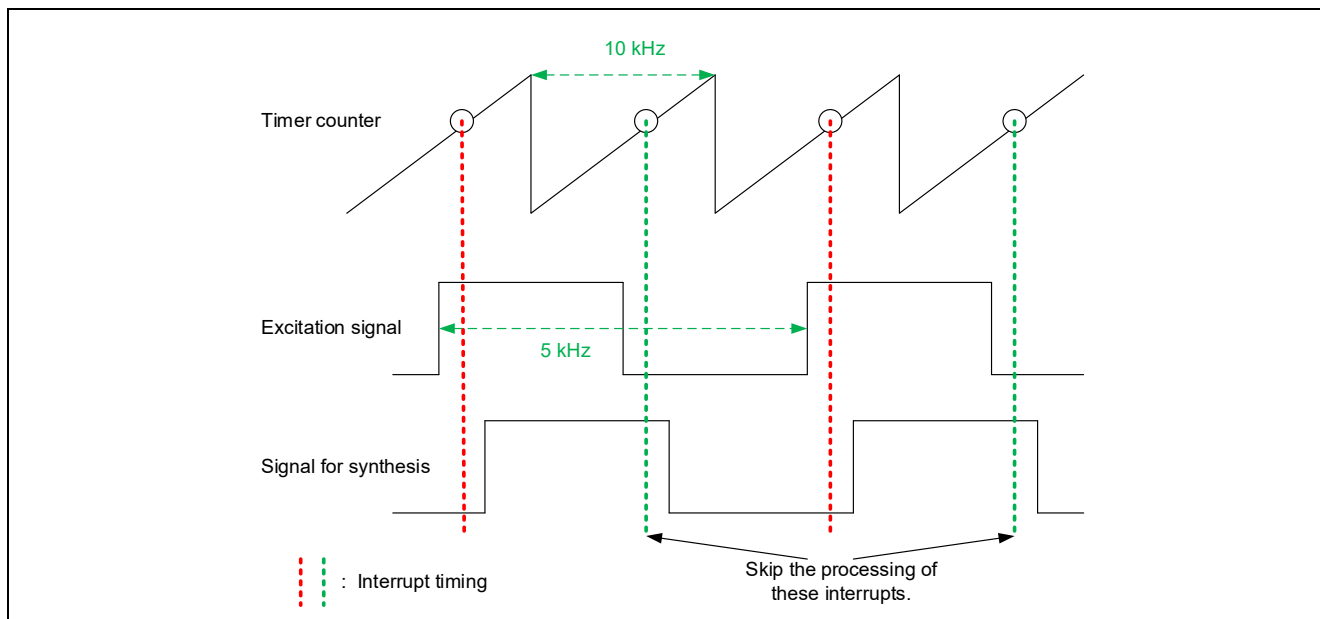 10 kHz
Timer counter
Excitation signal
5 kHz
Signal for synthesis
Skip the processing of
these interrupts.
: Interrupt timing